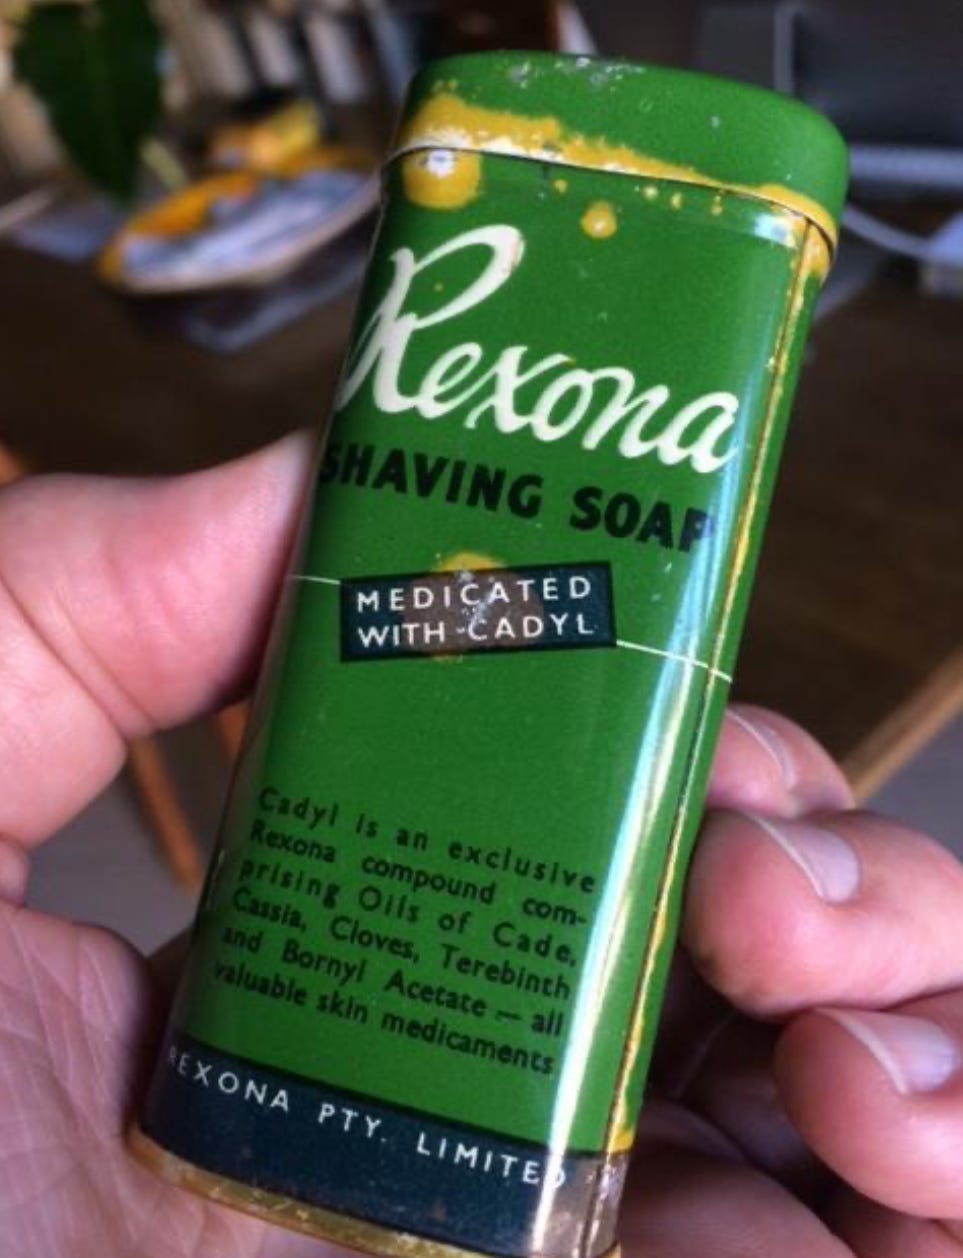 Rexona
SHAVING SOAP
MEDICATED
WITH CADYL
Cadyl is an exclusive
Rexona compound com-
prising Oils of Cade,
Cassia, Cloves, Terebinth
and Bornyl Acetate — all
valuable skin medicaments
REXONA PTY. LIMITED